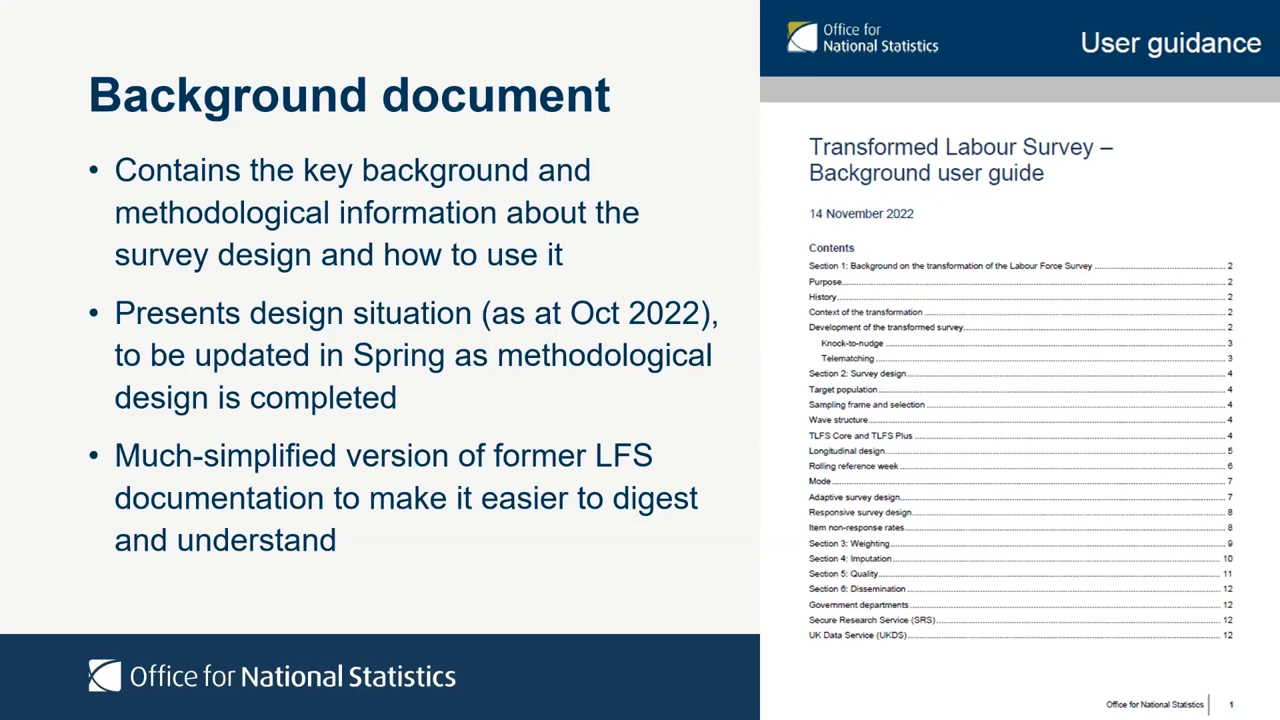 Background document
• Contains the key background and
methodological information about the
survey design and how to use it
• Presents design situation (as at Oct 2022),
to be updated in Spring as methodological
design is completed
• Much-simplified version of former LFS
documentation to make it easier to digest
and understand
Office for National Statistics
Office for
National Statistics
User guidance
Transformed Labour Survey –
Background user guide
14 November 2022
Contents
Section 1: Background on the transformation of the Labour Force Survey 2
Purpose 2
History 2
Context of the transformation 2
Development of the transformed survey 2
Knock-to-nudge 3
Telematching 3
Section 2: Survey design 4
Target population 4
Sampling frame and selection 4
Wave structure 4
TLFS Core and TLFS Plus 4
Longitudinal design 5
Rolling reference week 6
Mode 7
Adaptive survey design 7
Responsive survey design 8
Item non-response rates 8
Section 3: Weighting 9
Section 4: Imputation 10
Section 5: Quality 11
Section 6: Dissemination 12
Government departments 12
Secure Research Service (SRS) 12
UK Data Service (UKDS) 12
Office for National Statistics 1